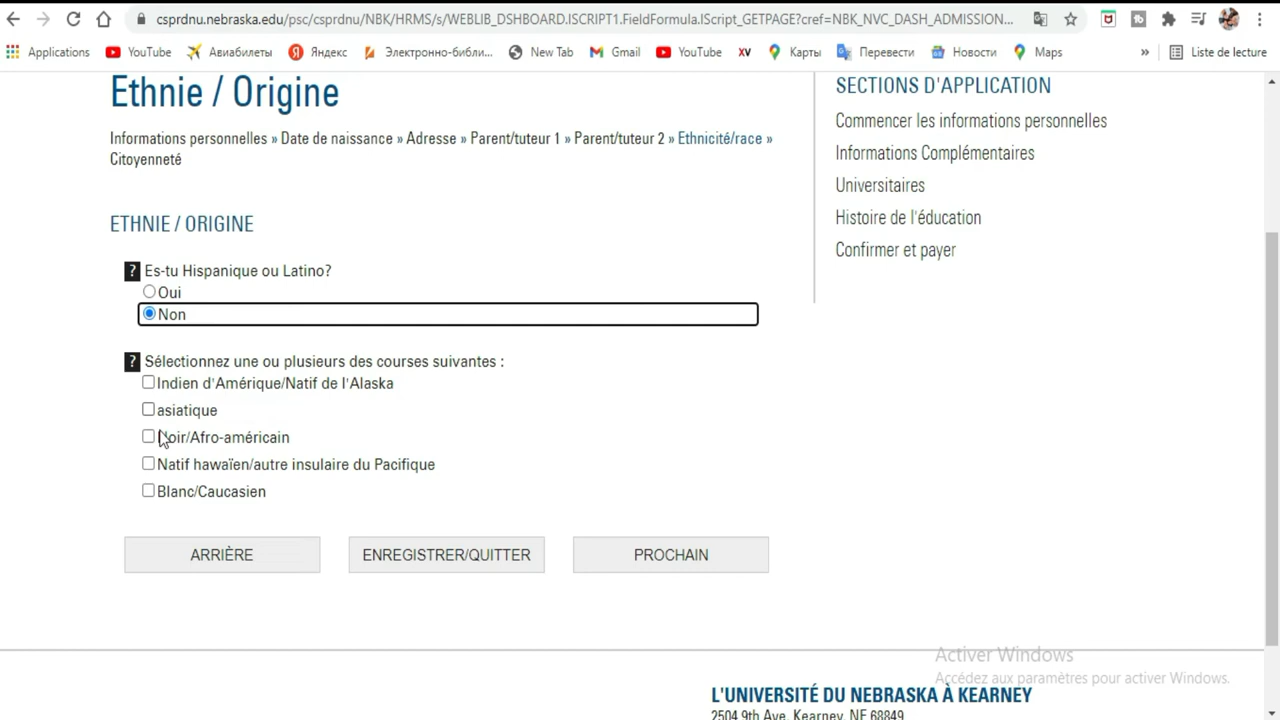 csprdnu.nebraska.edu/psc/csprdnu/NBK/HRMS/s/WEBLIB_DSHBOARD.ISCRIPT1.FieldFormula.IScript_GETPAGE?cref=NBK_NVC_DASH_ADMISSION...
Applications YouTube Авиабилеты Яндекс Электронно-библи... New Tab Gmail YouTube XV Карты Перевести Новости Maps » Liste de lecture
Ethnie / Origine
Informations personnelles » Date de naissance » Adresse » Parent/tuteur 1 » Parent/tuteur 2 » Ethnicité/race »
Citoyenneté
ETHNIE / ORIGINE
? Es-tu Hispanique ou Latino?
Oui
Non
? Sélectionnez une ou plusieurs des courses suivantes :
Indien d'Amérique/Natif de l'Alaska
asiatique
Noir/Afro-américain
Natif hawaïen/autre insulaire du Pacifique
Blanc/Caucasien
ARRIÈRE ENREGISTRER/QUITTER PROCHAIN
SECTIONS D'APPLICATION
Commencer les informations personnelles
Informations Complémentaires
Universitaires
Histoire de l'éducation
Confirmer et payer
Activer Windows
Accédez aux paramètres pour activer Windows.
L'UNIVERSITÉ DU NEBRASKA À KEARNEY
2504 9th Ave, Kearney, NE 68849